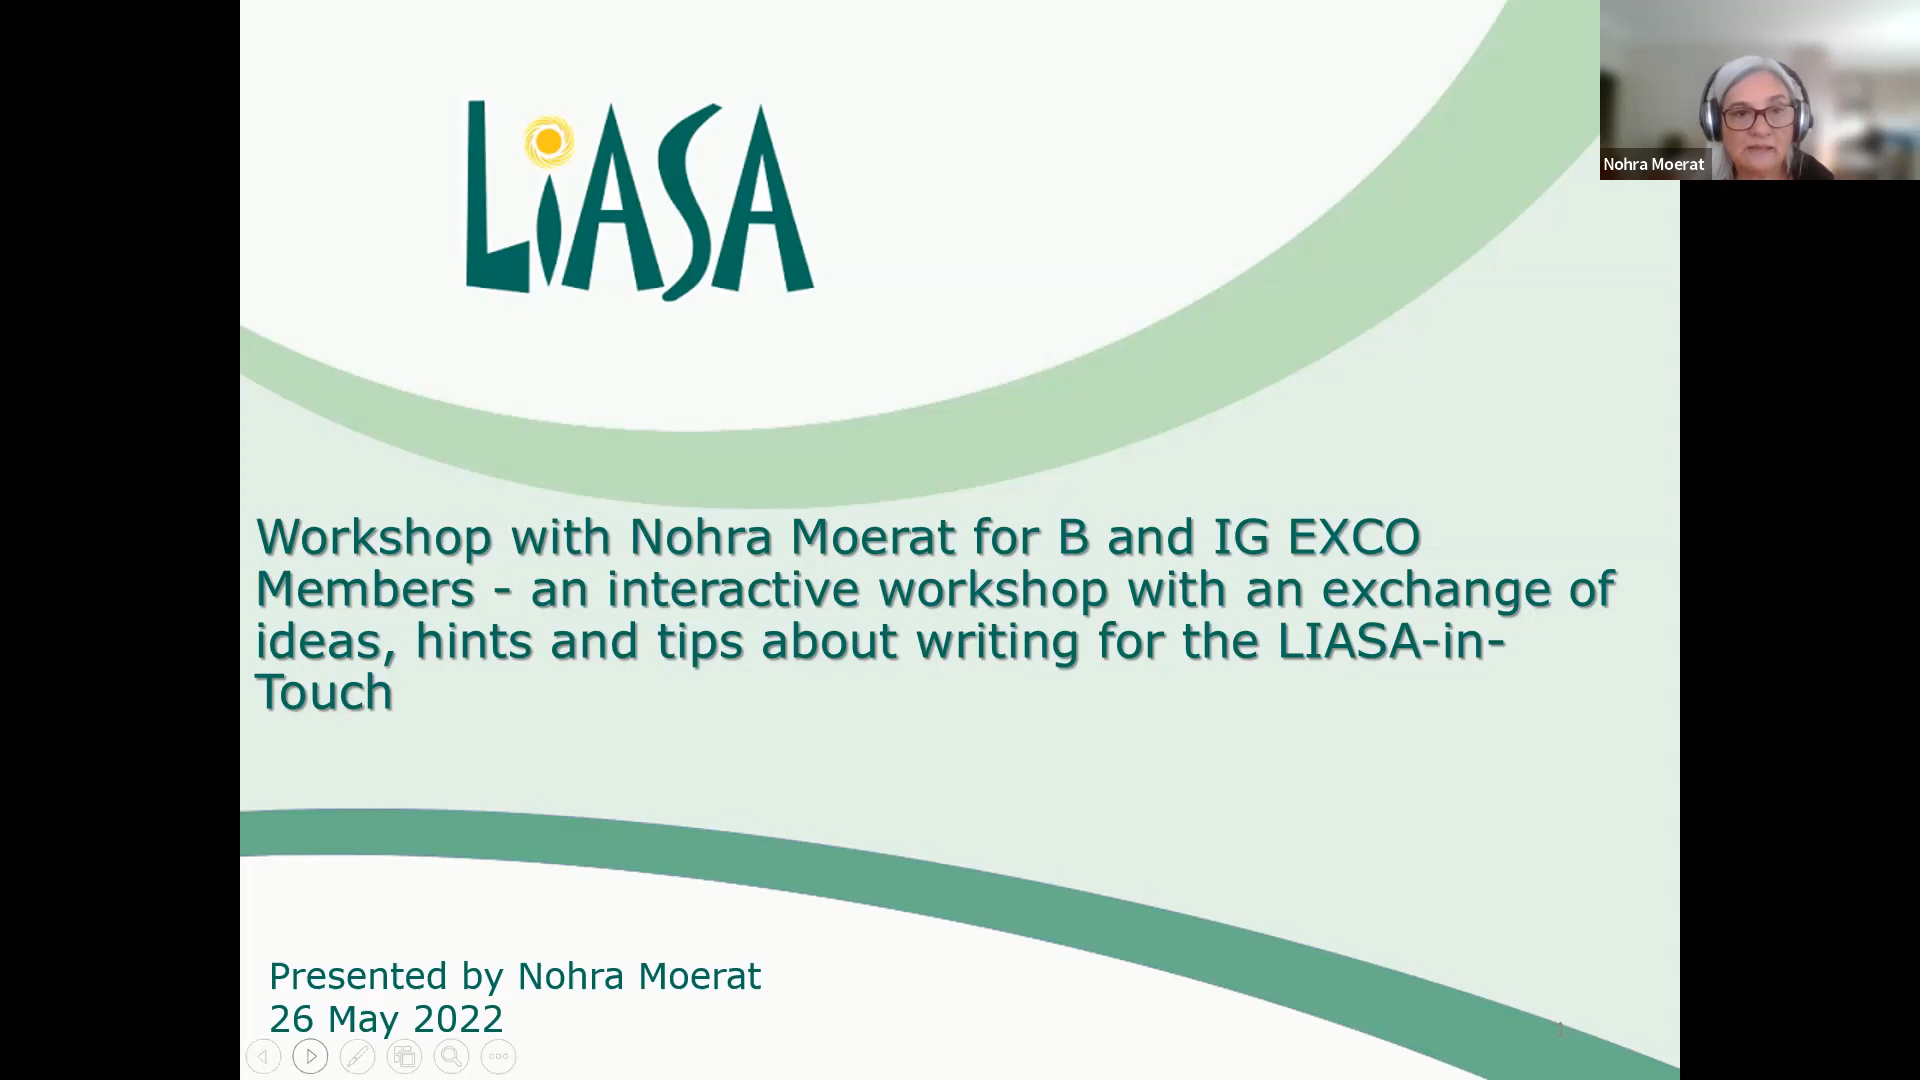 LiASA
Nohra Moerat
Workshop with Nohra Moerat for B and IG EXCO
Members - an interactive workshop with an exchange of
ideas, hints and tips about writing for the LIASA-in-
Touch
Presented by Nohra Moerat
26 May 2022
1